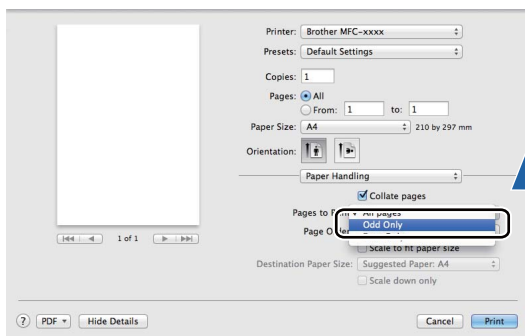 Printer: Brother MFC-xxxx
Presets: Default Settings
Copies: 1
Pages: All
From: 1 to: 1
Paper Size: A4 210 by 297 mm
Orientation:
Paper Handling
Collate pages
Pages to Print All pages
Odd Only
Page Order
Scale to fit paper size
Destination Paper Size: Suggested Paper: A4
Scale down only
1 of 1
? PDF Hide Details Cancel Print